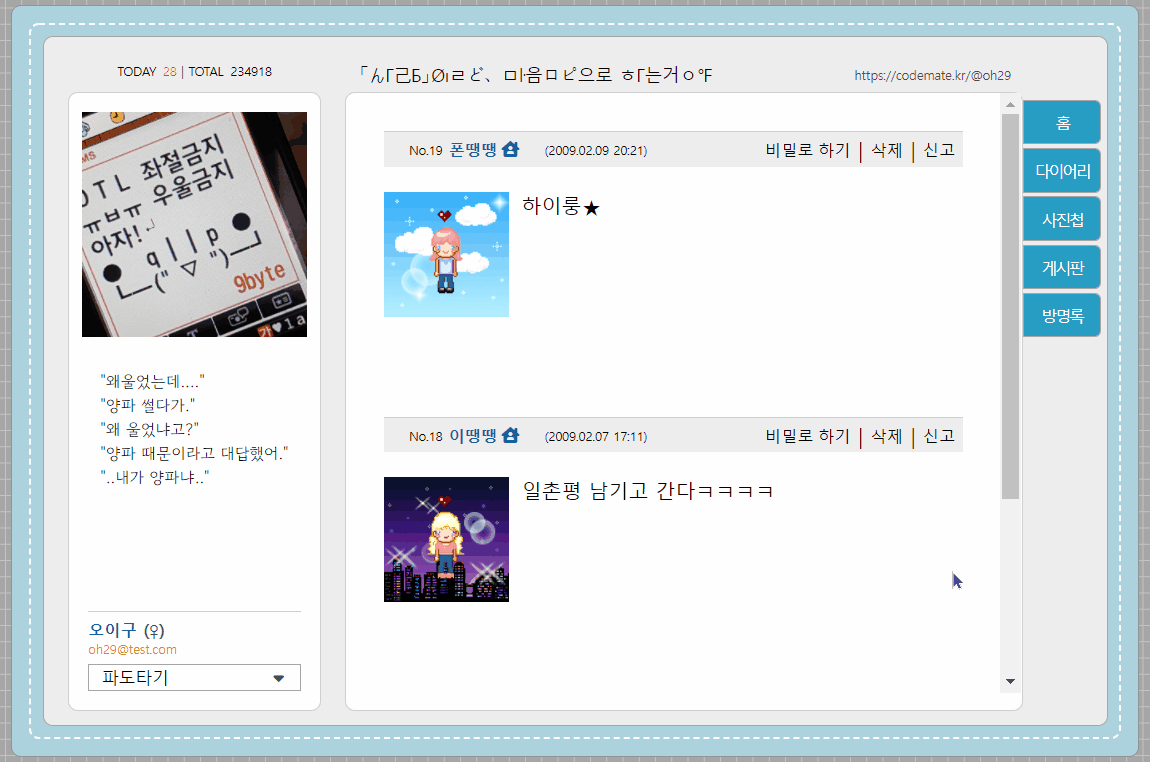 TODAY 28 | TOTAL 234918
「んГ己Б」Øıㄹど、ㅁŀ음ㅁピ으로 ㅎГ는거ㅇ℉
https://codemate.kr/@oh29
MS
좌절금지
O T L
우울금지
ㅠㅂㅠ
아자!」
q l l p
●
● (" ▽ ")
9byte
"왜울었는데...."
"양파 썰다가."
"왜 울었냐고?"
"양파 때문이라고 대답했어."
"..내가 양파냐.."
오이구 (♀)
oh29@test.com
파도타기
No.19 폰땡땡 (2009.02.09 20:21) 비밀로 하기 | 삭제 | 신고
하이룽★
No.18 이땡땡 (2009.02.07 17:11) 비밀로 하기 | 삭제 | 신고
일촌평 남기고 간다ㅋㅋㅋㅋ
홈
다이어리
사진첩
게시판
방명록